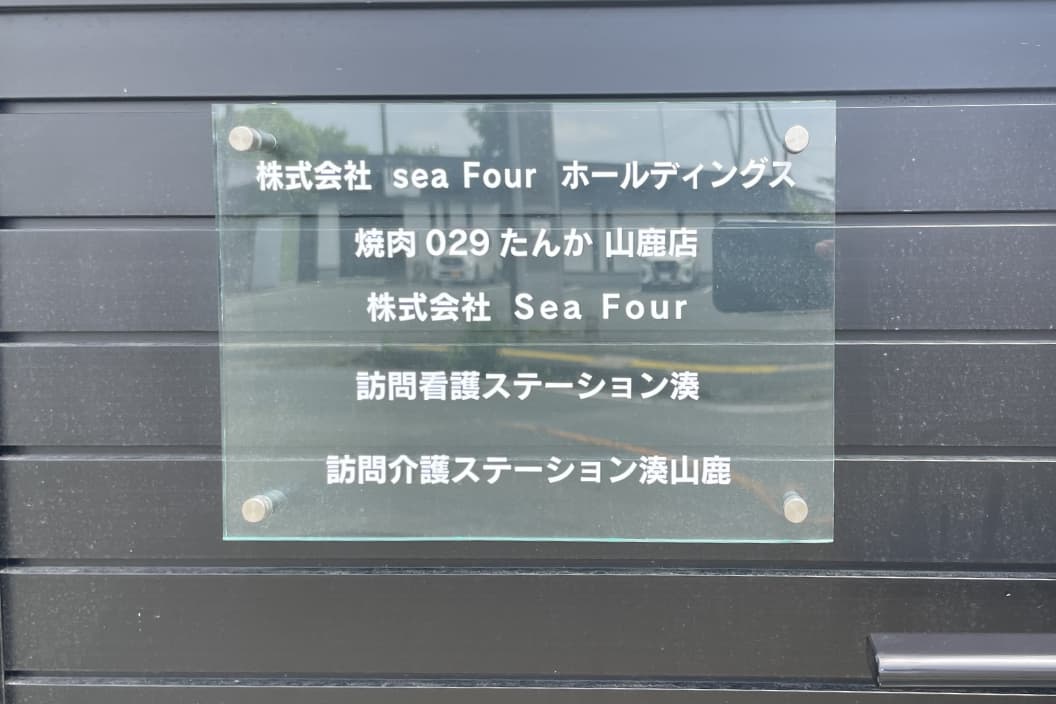 株式会社 sea Four ホールディングス
焼肉 029 たんか 山鹿店
株式会社 Sea Four
訪問看護ステーション湊
訪問介護ステーション湊山鹿